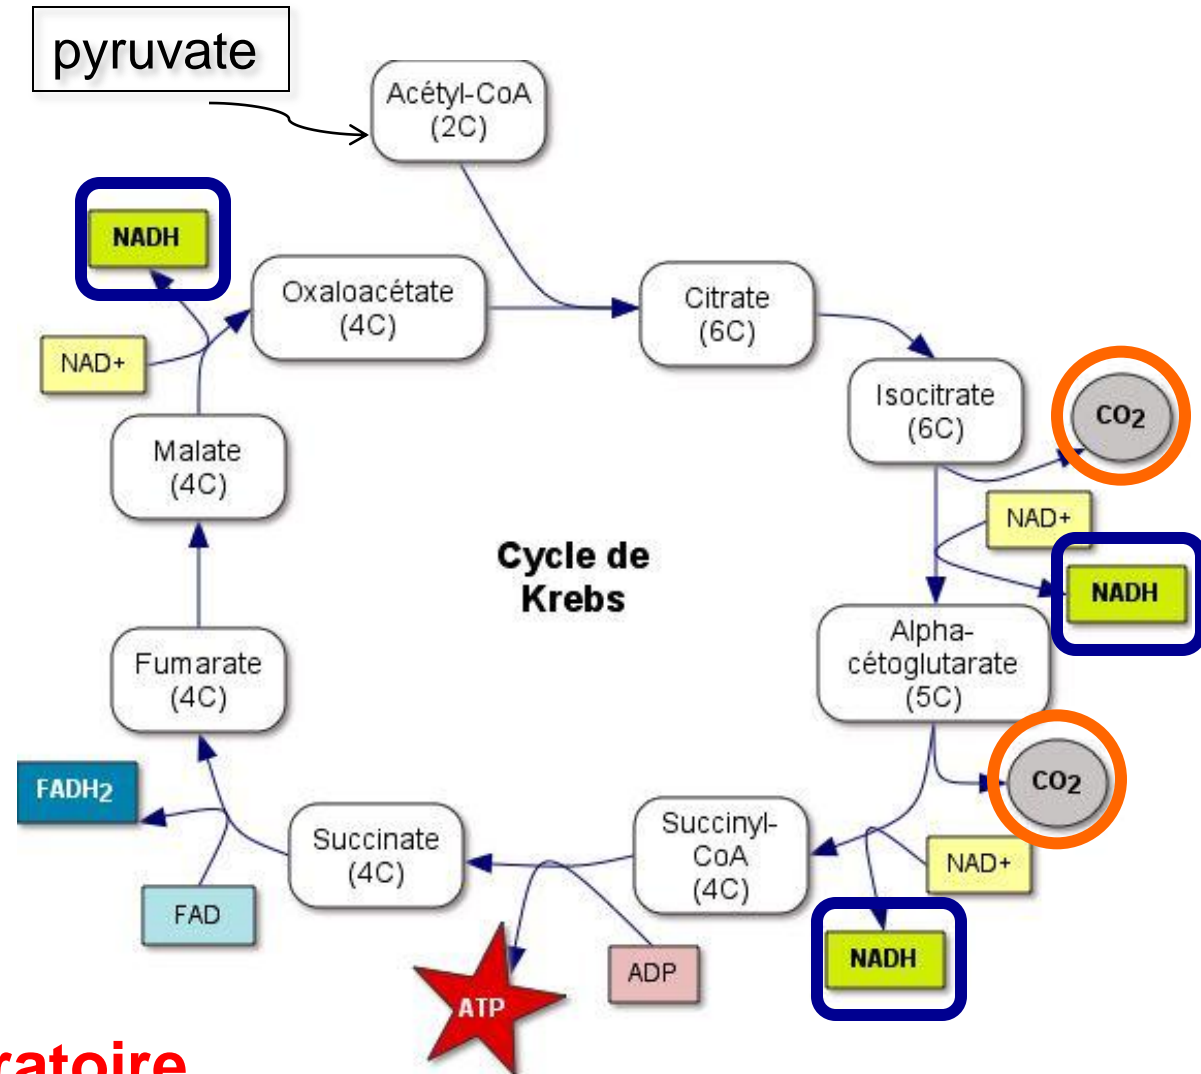 pyruvate
Acétyl-CoA
(2C)
NADH
Oxaloacétate
(4C)
Citrate
(6C)
NAD+
Isocitrate
(6C)
CO2
Malate
(4C)
NAD+
Cycle de
Krebs
NADH
Alpha-
cétoglutarate
(5C)
Fumarate
(4C)
CO2
FADH2
Succinate
(4C)
Succinyl-
CoA
(4C)
NAD+
FAD
NADH
ADP
ATP
ratoire